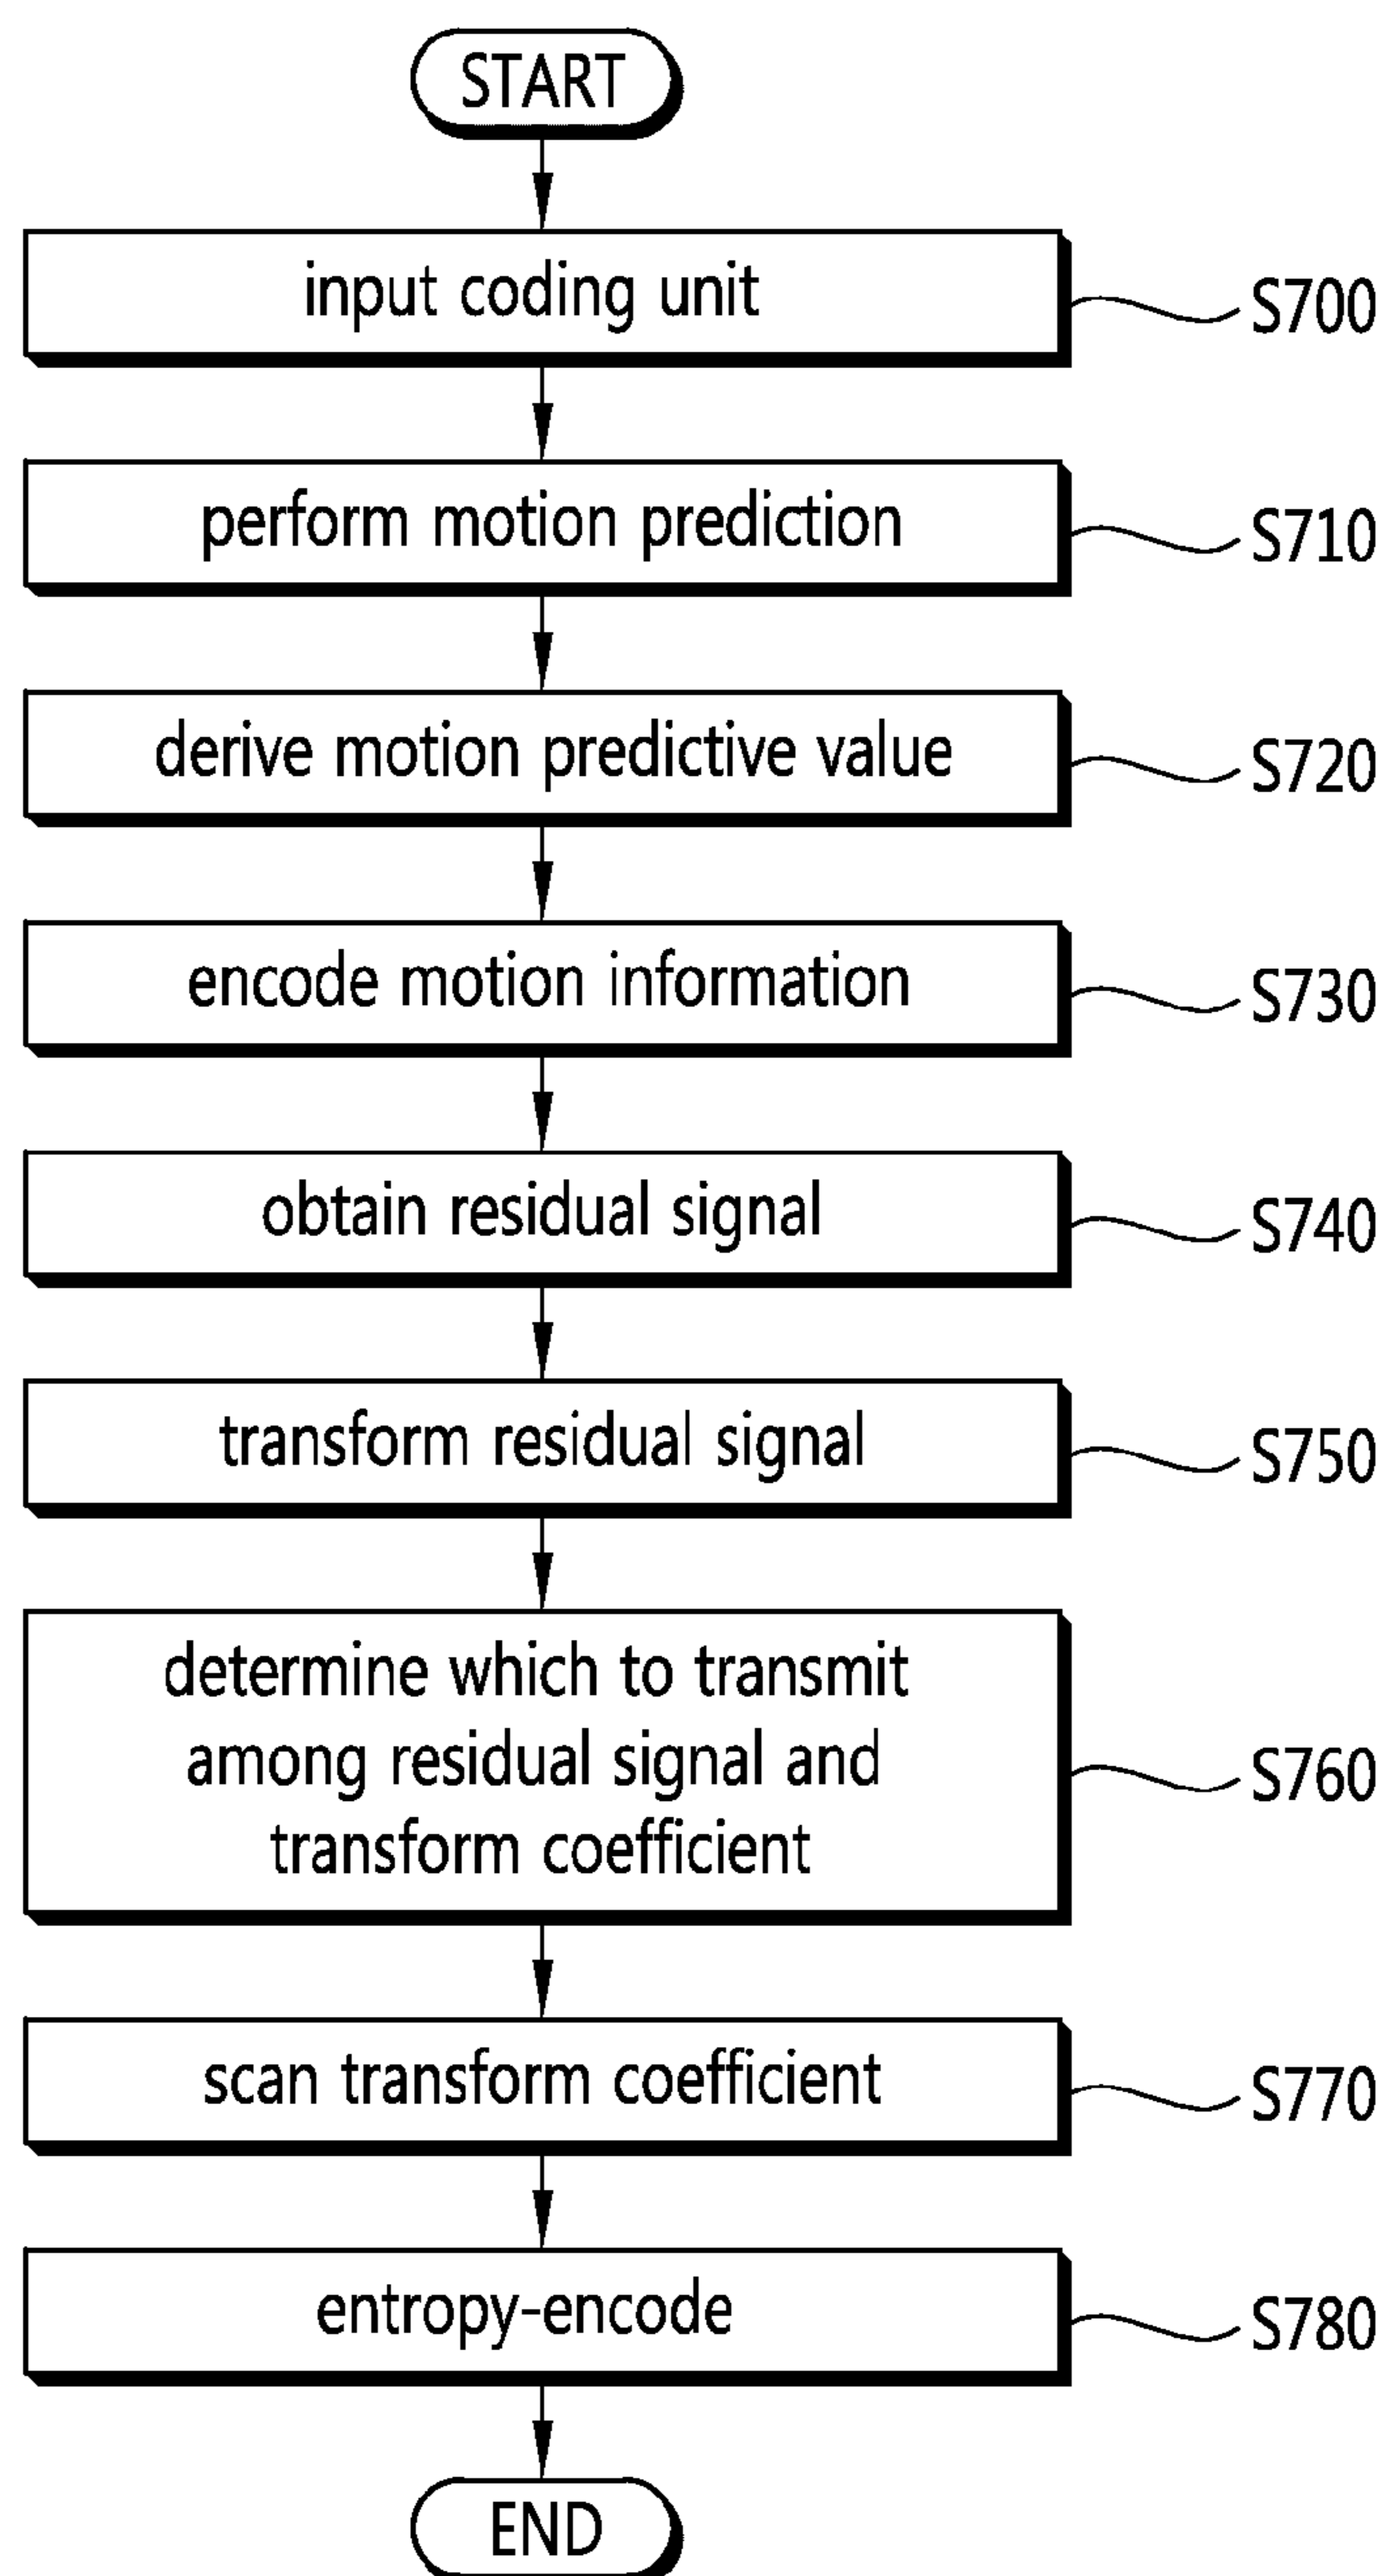 START
input coding unit
S700
perform motion prediction
S710
derive motion predictive value
S720
encode motion information
S730
obtain residual signal
S740
transform residual signal
S750
determine which to transmit
among residual signal and
transform coefficient
S760
scan transform coefficient
S770
entropy-encode
S780
END